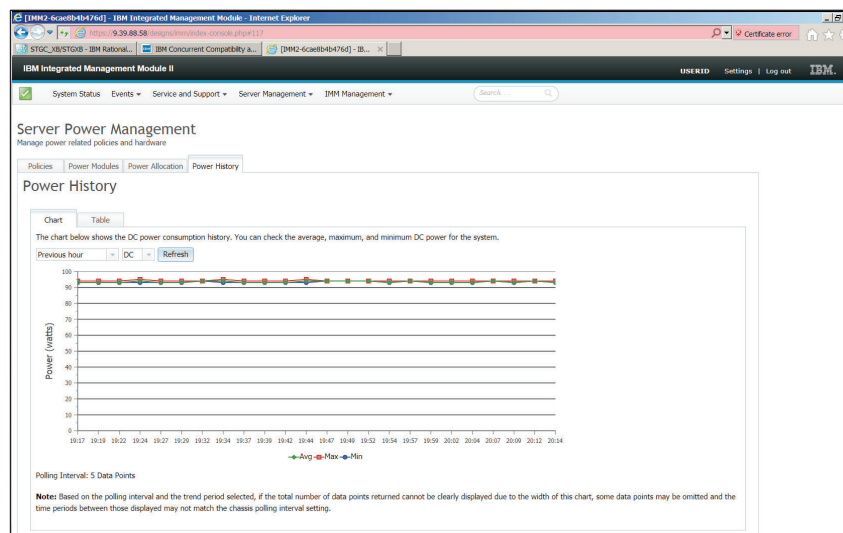 [IMM2-6cae8b4b476d] - IBM Integrated Management Module - Internet Explorer
https://9.39.88.58/designs/imm/index-console.php#117
Certificate error
STGC_XB/STGXB - IBM Rational...
IBM Concurrent Compatibilty a...
[IMM2-6cae8b4b476d] - IB...
IBM Integrated Management Module II
USERID Settings | Log out IBM.
System Status Events Service and Support Server Management IMM Management Search...
Server Power Management
Manage power related policies and hardware
Policies Power Modules Power Allocation Power History
Power History
Chart Table
The chart below shows the DC power consumption history. You can check the average, maximum, and minimum DC power for the system.
Previous hour DC Refresh
100
90
80
70
60
50
40
30
20
10
0
Power (watts)
19:17 19:19 19:22 19:24 19:27 19:29 19:32 19:34 19:37 19:39 19:42 19:44 19:47 19:49 19:52 19:54 19:57 19:59 20:02 20:04 20:07 20:09 20:12 20:14
Avg Max Min
Polling Interval: 5 Data Points
Note: Based on the polling interval and the trend period selected, if the total number of data points returned cannot be clearly displayed due to the width of this chart, some data points may be omitted and the
time periods between those displayed may not match the chassis polling interval setting.